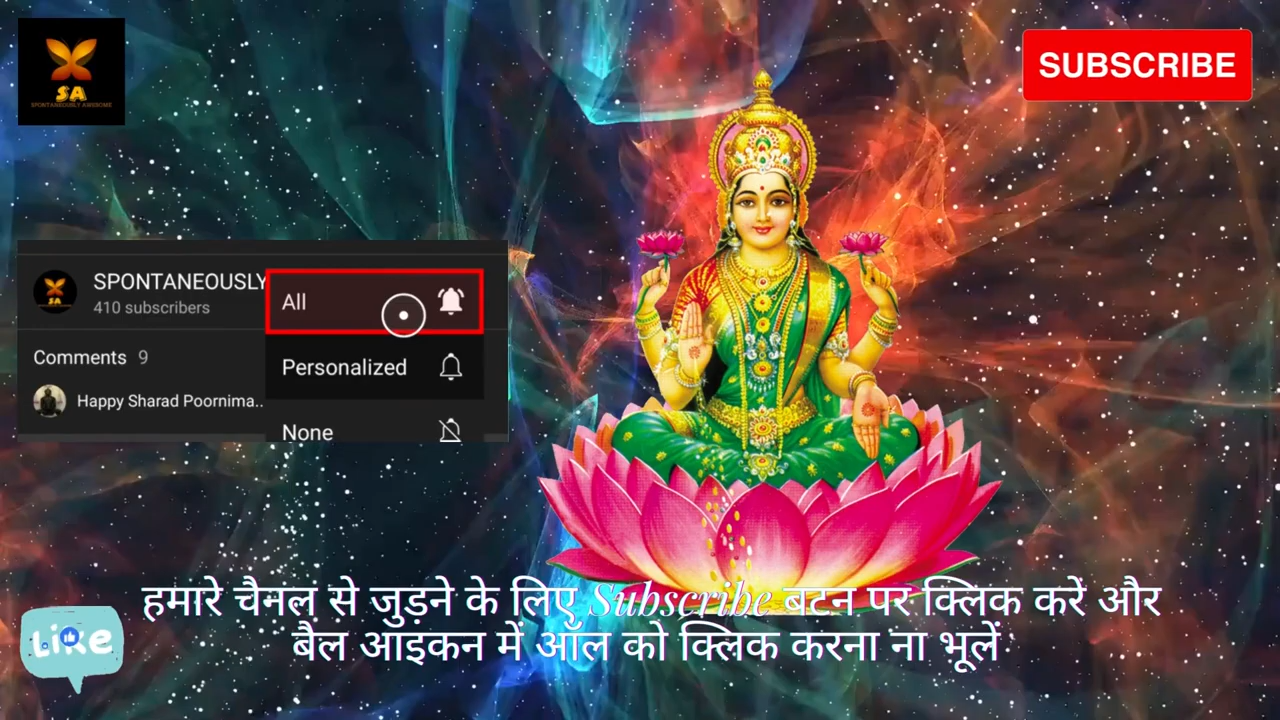 SA
SPONTANEOUSLY AWESOME
SUBSCRIBE
SPONTANEOUSLY
410 subscribers
All
Personalized
None
Comments 9
Happy Sharad Poornima..
हमारे चैनल से जुड़ने के लिए Subscribe बटन पर क्लिक करें और
बैल आइकन में ऑल को क्लिक करना ना भूलें
LIKE